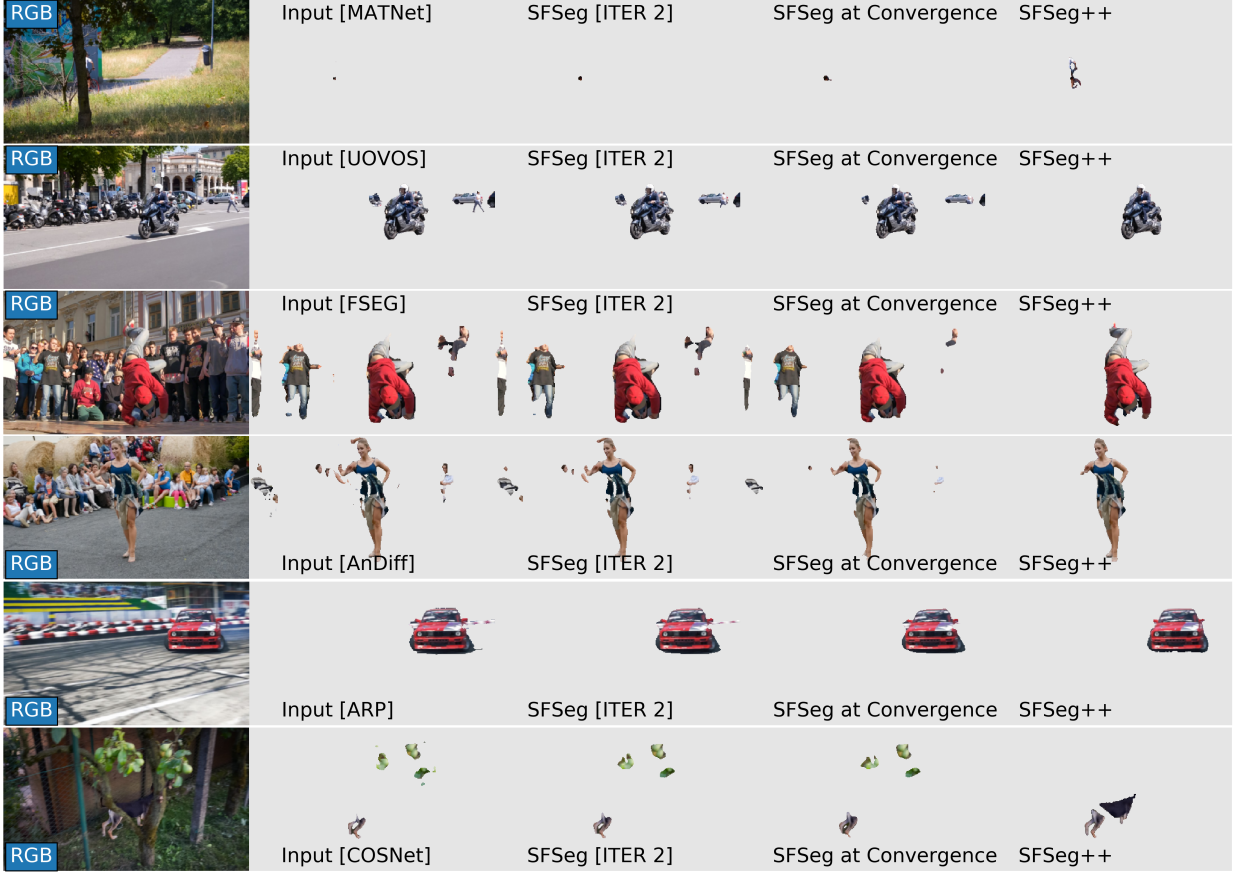 RGB Input [MATNet] SFSeg [ITER 2] SFSeg at Convergence SFSeg++
RGB Input [UOVOS] SFSeg [ITER 2] SFSeg at Convergence SFSeg++
RGB Input [FSEG] SFSeg [ITER 2] SFSeg at Convergence SFSeg++
RGB Input [AnDiff] SFSeg [ITER 2] SFSeg at Convergence SFSeg++
RGB Input [ARP] SFSeg [ITER 2] SFSeg at Convergence SFSeg++
RGB Input [COSNet] SFSeg [ITER 2] SFSeg at Convergence SFSeg++